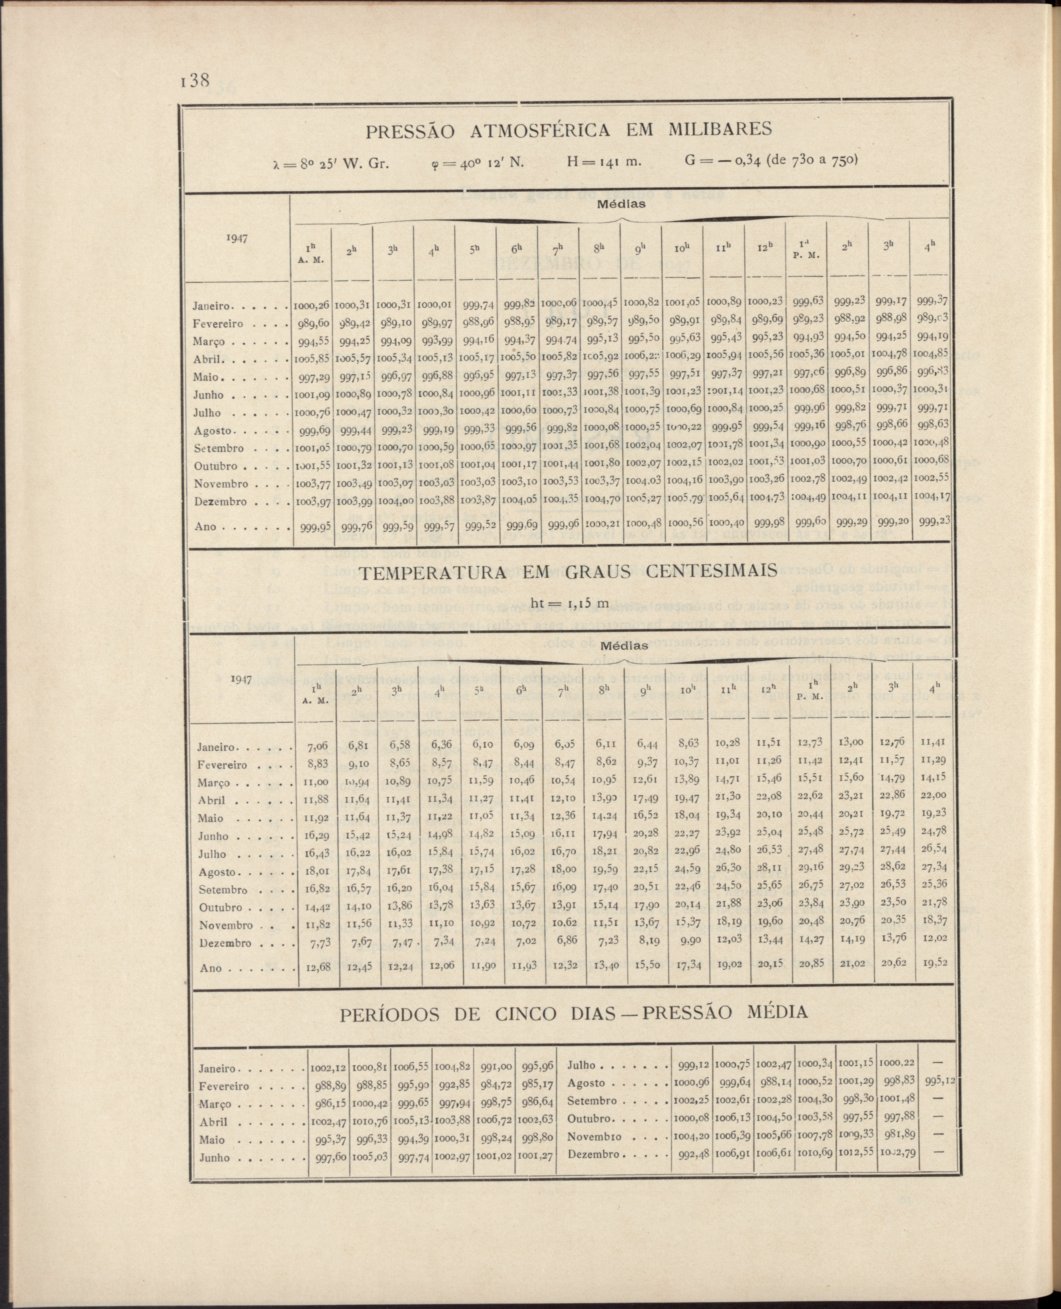 138
PRESSÃO ATMOSFÉRICA EM MILIBARES
λ = 8º 25' W. Gr. φ = 40º 12' N. H = 141 m. G = — 0,34 (de 730 a 750)
Médias
1947 1h A. M. 2h 3h 4h 5h 6h 7h 8h 9h 10h 11h 12h 1h P. M. 2h 3h 4h
Janeiro. . . . . . 1000,26 1000,31 1000,31 1000,01 999,74 999,82 1000,06 1000,45 1000,82 1001,05 1000,89 1000,23 999,63 999,23 999,17 999,37
Fevereiro . . . . 989,60 989,42 989,10 989,97 988,96 988,95 989,17 989,57 989,50 989,91 989,84 989,69 989,23 988,92 988,98 989,03
Março . . . . . . 994,55 994,25 994,09 993,99 994,16 994,37 994,74 995,13 995,50 995,63 995,43 995,23 994,93 994,50 994,25 994,19
Abril. . . . . . . 1005,85 1005,57 1005,34 1005,13 1005,17 1005,50 1005,82 1005,92 1006,29 1005,94 1005,56 1005,36 1005,01 1004,78 1004,85
Maio. . . . . . . 997,29 997,15 996,97 996,88 996,95 997,13 997,37 997,56 997,55 997,51 997,37 997,21 997,06 996,89 996,86 996,83
Junho . . . . . . 1001,09 1000,89 1000,78 1000,84 1000,96 1001,11 1001,33 1001,38 1001,39 1001,23 1001,14 1001,23 1000,68 1000,51 1000,37 1000,31
Julho . . . . . . 1000,76 1000,47 1000,32 1000,30 1000,42 1000,60 1000,73 1000,84 1000,75 1000,69 1000,84 1000,25 999,96 999,82 999,71 999,71
Agosto. . . . . . 999,69 999,44 999,23 999,19 999,33 999,56 999,82 1000,08 1000,25 1000,22 999,95 999,54 999,16 998,76 998,66 998,63
Setembro . . . . 1001,05 1000,79 1000,70 1000,59 1000,65 1000,97 1001,35 1001,68 1002,04 1002,07 1001,78 1001,34 1000,90 1000,55 1000,42 1000,48
Outubro . . . . . 1001,55 1001,32 1001,13 1001,08 1001,04 1001,17 1001,44 1001,80 1002,07 1002,15 1002,02 1001,53 1001,03 1000,70 1000,61 1000,68
Novembro . . . . 1003,77 1003,49 1003,07 1003,03 1003,03 1003,10 1003,53 1003,37 1004,03 1004,16 1003,90 1003,26 1002,78 1002,49 1002,42 1002,55
Dezembro . . . . 1003,97 1003,99 1004,00 1003,88 1003,87 1004,05 1004,35 1004,70 1005,27 1005,79 1005,64 1004,73 1004,49 1004,11 1004,11 1004,17
Ano . . . . . . . 999,95 999,76 999,59 999,57 999,52 999,69 999,96 1000,21 1000,48 1000,56 1000,40 999,98 999,60 999,29 999,20 999,23
TEMPERATURA EM GRAUS CENTESIMAIS
ht = 1,15 m
Médias
1947 1h A. M. 2h 3h 4h 5h 6h 7h 8h 9h 10h 11h 12h 1h P. M. 2h 3h 4h
Janeiro. . . . . . 7,06 6,81 6,58 6,36 6,10 6,09 6,05 6,11 6,44 8,63 10,28 11,51 12,73 13,00 12,76 11,41
Fevereiro . . . . 8,83 9,10 8,65 8,57 8,47 8,44 8,47 8,62 9,37 10,37 11,01 11,26 11,42 12,41 11,57 11,29
Março . . . . . . 11,00 10,94 10,89 10,75 11,59 10,46 10,54 10,95 12,61 13,89 14,71 15,46 15,51 15,60 14,79 14,15
Abril . . . . . . 11,88 11,64 11,41 11,34 11,27 11,41 12,10 13,90 17,49 19,47 21,30 22,08 22,62 23,21 22,86 22,00
Maio . . . . . . 11,92 11,64 11,37 11,22 11,05 11,34 12,36 14,24 16,52 18,04 19,34 20,10 20,44 20,21 19,72 19,23
Junho . . . . . . 16,29 15,42 15,24 14,98 14,82 15,09 16,11 17,94 20,28 22,27 23,92 25,04 25,48 25,72 25,49 24,78
Julho . . . . . . 16,43 16,22 16,02 15,84 15,74 16,02 16,70 18,21 20,82 22,96 24,80 26,53 27,48 27,74 27,44 26,54
Agosto. . . . . . 18,01 17,84 17,61 17,38 17,15 17,28 18,00 19,59 22,15 24,59 26,30 28,11 29,16 29,23 28,62 27,34
Setembro . . . . 16,82 16,57 16,20 16,04 15,84 15,67 16,09 17,40 20,51 22,46 24,50 25,65 26,75 27,02 26,53 25,36
Outubro . . . . . 14,42 14,10 13,86 13,78 13,63 13,67 13,91 15,14 17,90 20,14 21,88 23,06 23,84 23,90 23,50 21,78
Novembro . . . 11,82 11,56 11,33 11,10 10,92 10,72 10,62 11,51 13,67 15,37 18,19 19,60 20,48 20,76 20,35 18,37
Dezembro . . . . 7,73 7,67 7,47 7,34 7,24 7,02 6,86 7,23 8,19 9,90 12,03 13,44 14,27 14,19 13,76 12,02
Ano . . . . . . . 12,68 12,45 12,24 12,06 11,90 11,93 12,32 13,40 15,50 17,34 19,02 20,15 20,85 21,02 20,62 19,52
PERÍODOS DE CINCO DIAS — PRESSÃO MÉDIA
Janeiro. . . . . . . 1002,12 1000,81 1006,55 1004,82 991,00 995,96 Julho . . . . . . . 999,12 1000,75 1002,47 1000,34 1001,15 1000,22 —
Fevereiro . . . . . 988,89 988,85 995,90 992,85 984,72 985,17 Agosto . . . . . . 1000,96 999,64 988,14 1000,52 1001,29 998,83 995,12
Março . . . . . . . 986,15 1000,42 999,65 997,94 998,75 986,64 Setembro . . . . . 1002,25 1002,61 1002,28 1004,30 998,30 1001,48 —
Abril . . . . . . . 1002,47 1010,76 1005,13 1003,88 1006,72 1002,63 Outubro. . . . . . 1000,08 1006,13 1004,50 1003,58 997,55 997,88 —
Maio . . . . . . . 995,37 996,33 994,39 1000,31 998,24 998,80 Novembro . . . . 1004,20 1006,39 1005,66 1007,78 1009,33 981,89 —
Junho . . . . . . . 997,60 1005,03 997,74 1002,97 1001,02 1001,27 Dezembro . . . . . 992,48 1006,91 1006,61 1010,69 1012,55 1002,79 —